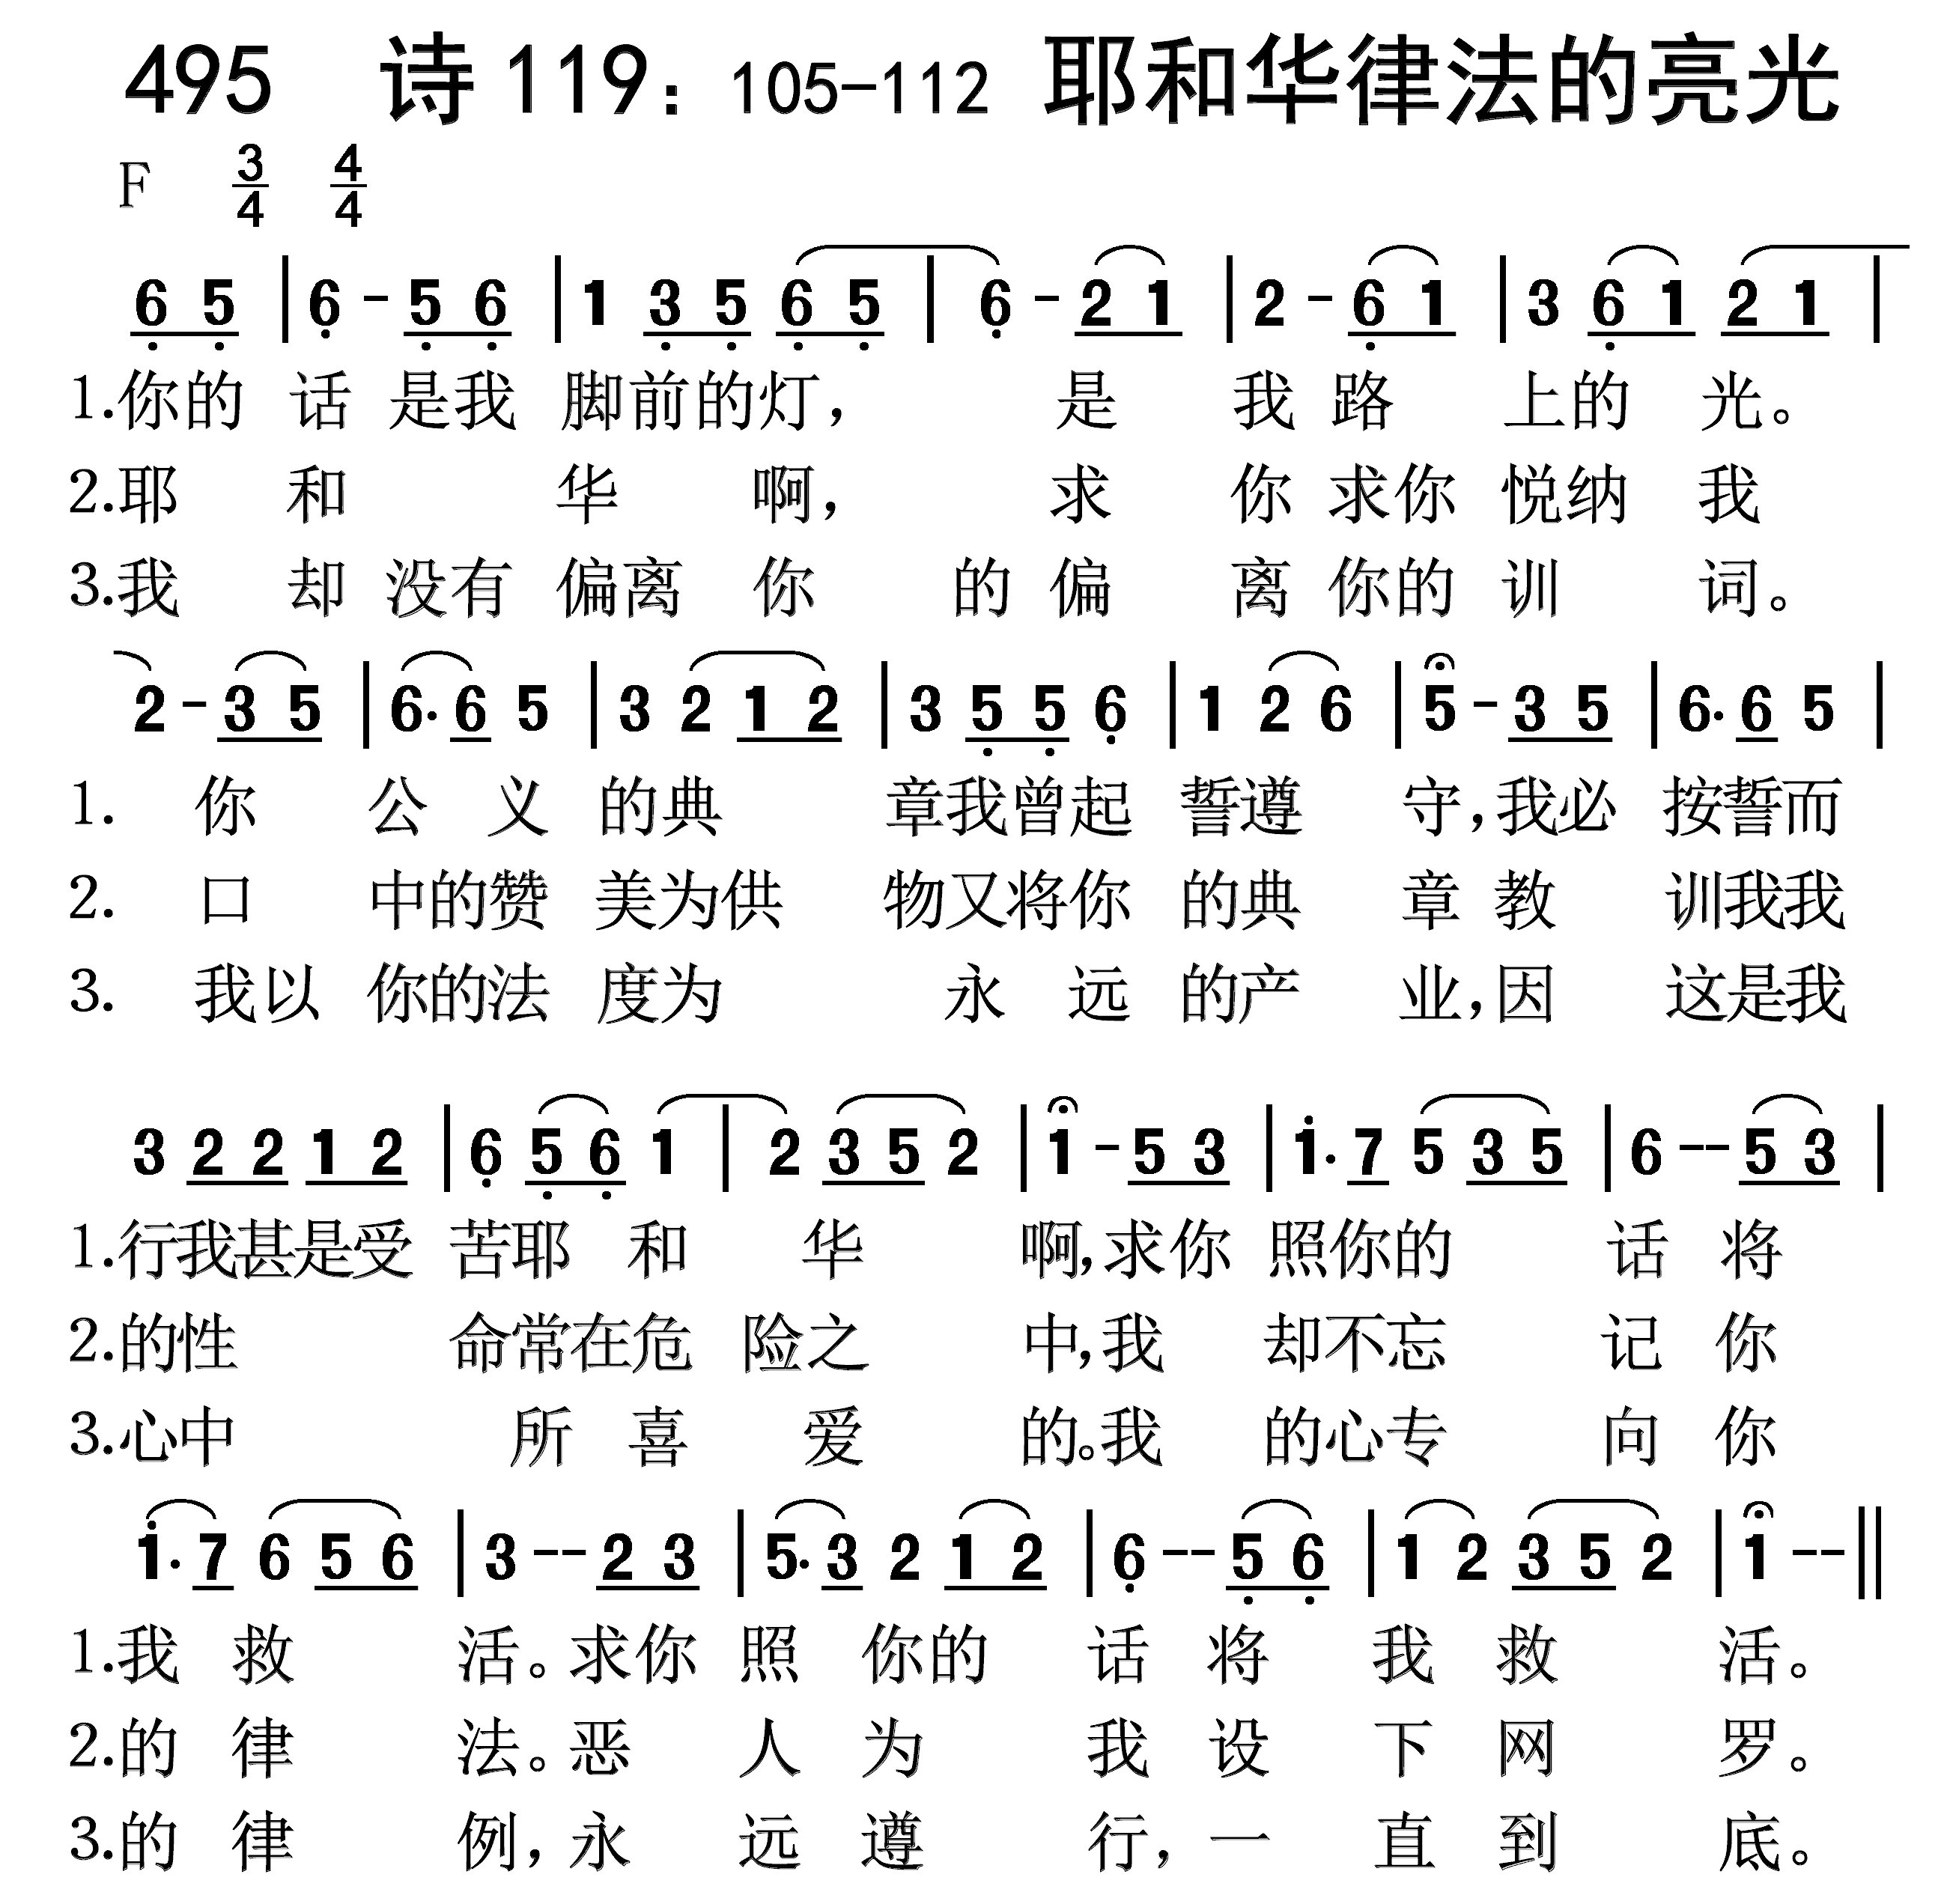 495 诗119：105-112 耶和华律法的亮光
F 3/4 4/4
6 5 | 6 - 5 6 | 1 3 5 6 5 | 6 - 2 1 | 2 - 6 1 | 3 6 1 2 1 |
1.你的 话 是我 脚前的灯， 是 我 路 上的 光。
2.耶 和 华 啊， 求 你 求你 悦纳 我
3.我 却 没有 偏离 你 的 偏 离 你的 训 词。
2 - 3 5 | 6. 6 5 | 3 2 1 2 | 3 5 5 6 | 1 2 6 | 5 - 3 5 | 6. 6 5 |
1. 你 公 义 的典 章我曾起 誓遵 守，我必 按誓而
2. 口 中的赞 美为供 物又将你 的典 章 教 训我我
3. 我以 你的法 度为 永 远 的产 业，因 这是我
3 2 2 1 2 | 6 5 6 1 | 2 3 5 2 | 1 - 5 3 | 1. 7 5 3 5 | 6 -- 5 3 |
1.行我甚是受 苦耶 和 华 啊，求你 照你的 话 将
2.的性 命常在危 险之 中，我 却不忘 记 你
3.心中 所 喜 爱 的。我 的心专 向 你
1. 7 6 5 6 | 3 -- 2 3 | 5. 3 2 1 2 | 6 -- 5 6 | 1 2 3 5 2 | 1 -- ||
1.我 救 活。求你 照 你的 话 将 我 救 活。
2.的 律 法。恶 人 为 我 设 下 网 罗。
3.的 律 例，永 远 遵 行，一 直 到 底。